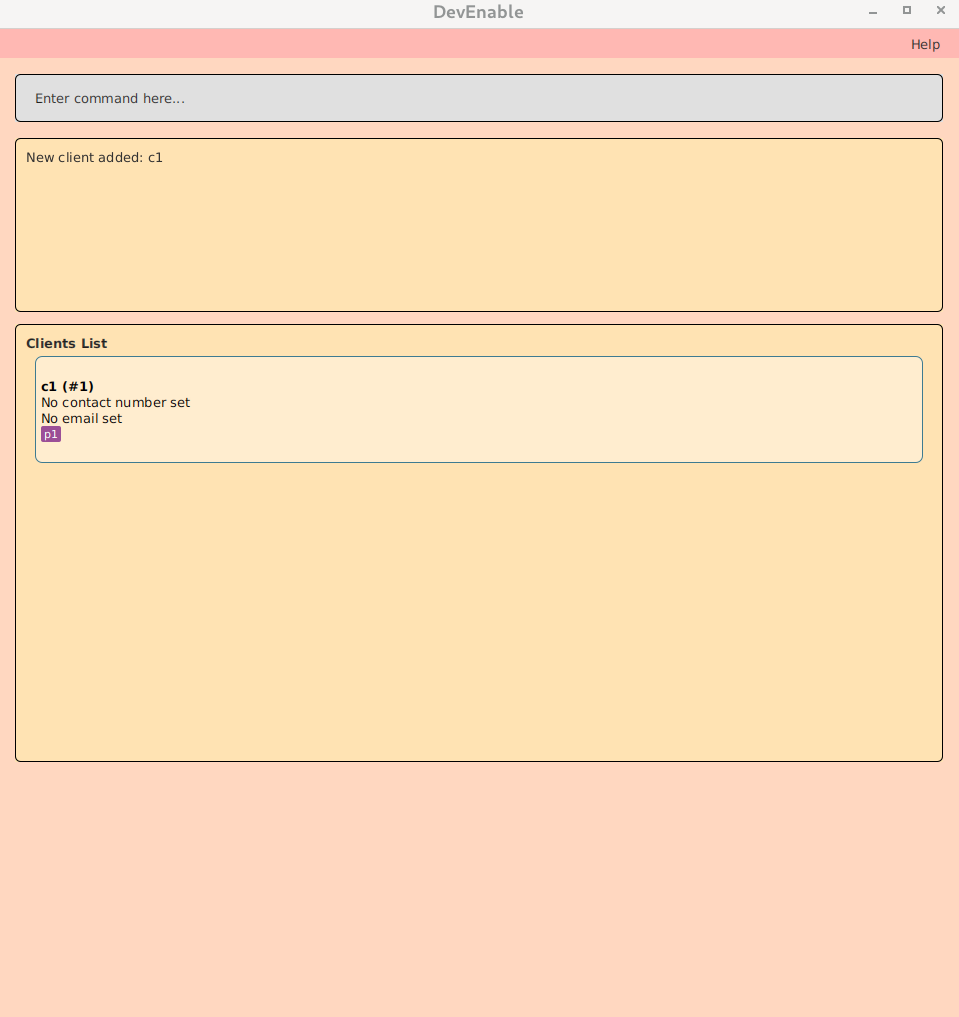 DevEnable
Help
Enter command here...
New client added: c1
Clients List
c1 (#1)
No contact number set
No email set
p1